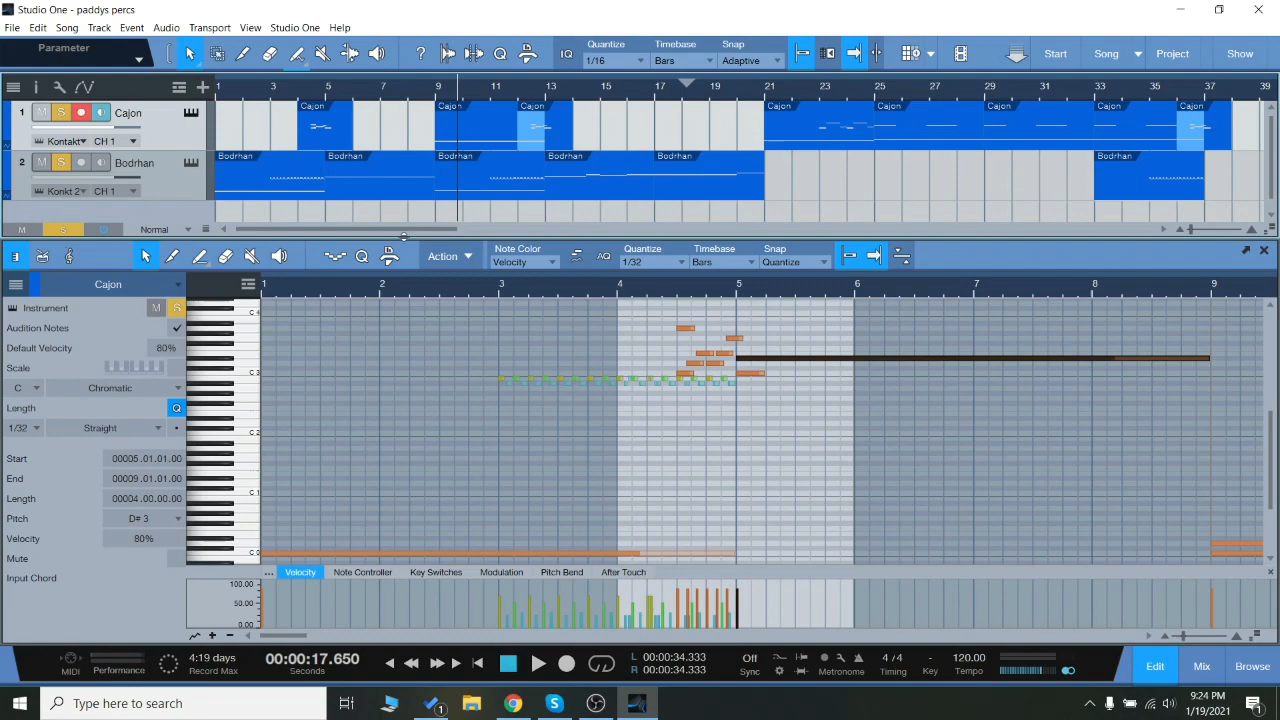 Studio One - paddys percs
File Edit Song Track Event Audio Transport View Studio One Help
Parameter
IQ Quantize 1/16 Timebase Bars Snap Adaptive Start Song Project Show
1 3 5 7 9 11 13 15 17 19 21 23 25 27 29 31 33 35 37 39
1 M S Cajon
Kontakt CH 1
Cajon Cajon Cajon Cajon Cajon Cajon Cajon Cajon
2 M S Bodrhan
Konkt 2 CH 1
Bodrhan Bodrhan Bodrhan Bodrhan Bodrhan Bodrhan
M S Normal
Action Note Color Velocity AQ Quantize 1/32 Timebase Bars Snap Quantize
Cajon
1 2 3 4 5 6 7 8 9
Instrument M S
Audition Notes
Default Velocity 80%
Scale
C Chromatic
Length Q
1/32 Straight
Start 00005.01.01.00
End 00009.01.01.00
Length 00004.00.00.00
Pitch D# 3
Velocity 80%
Mute
Input Chord
C 4
C 3
C 2
C 1
C 0
... Velocity Note Controller Key Switches Modulation Pitch Bend After Touch
100.00
50.00
0.00
MIDI Performance 4:19 days Record Max 00:00:17.650 Seconds L 00:00:34.333 R 00:00:34.333 Off Sync Metronome 4 / 4 Timing - Key 120.00 Tempo Edit Mix Browse
Type here to search
1
9:24 PM
1/19/2021